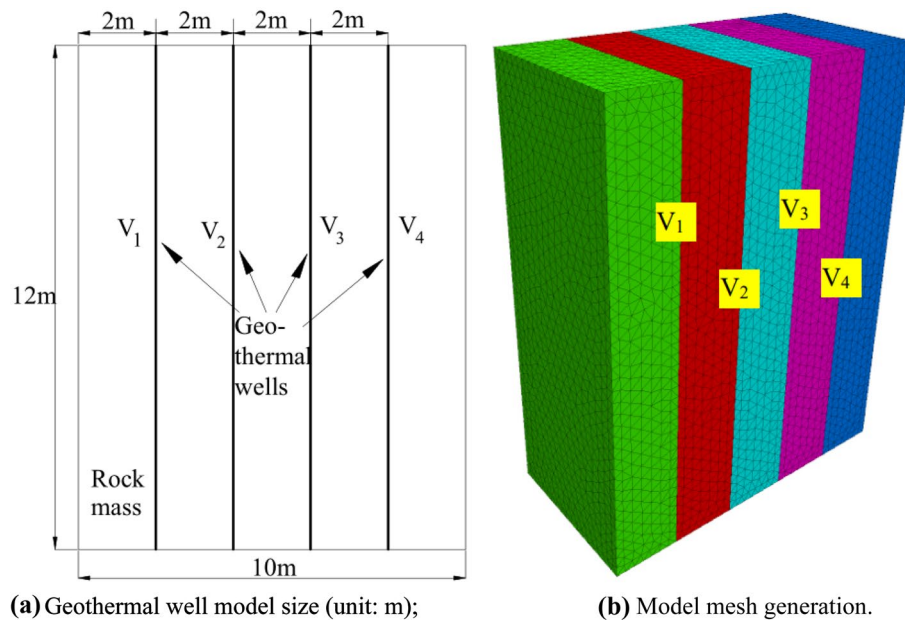 2m 2m 2m 2m
V1 V2 V3 V4
12m
Geo-
thermal
wells
Rock
mass
10m
(a) Geothermal well model size (unit: m);
V1
V3
V2
V4
(b) Model mesh generation.